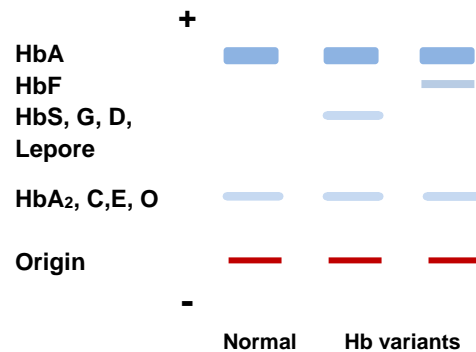 +
HbA
HbF
HbS, G, D,
Lepore
HbA₂, C,E, O
Origin
-
Normal Hb variants